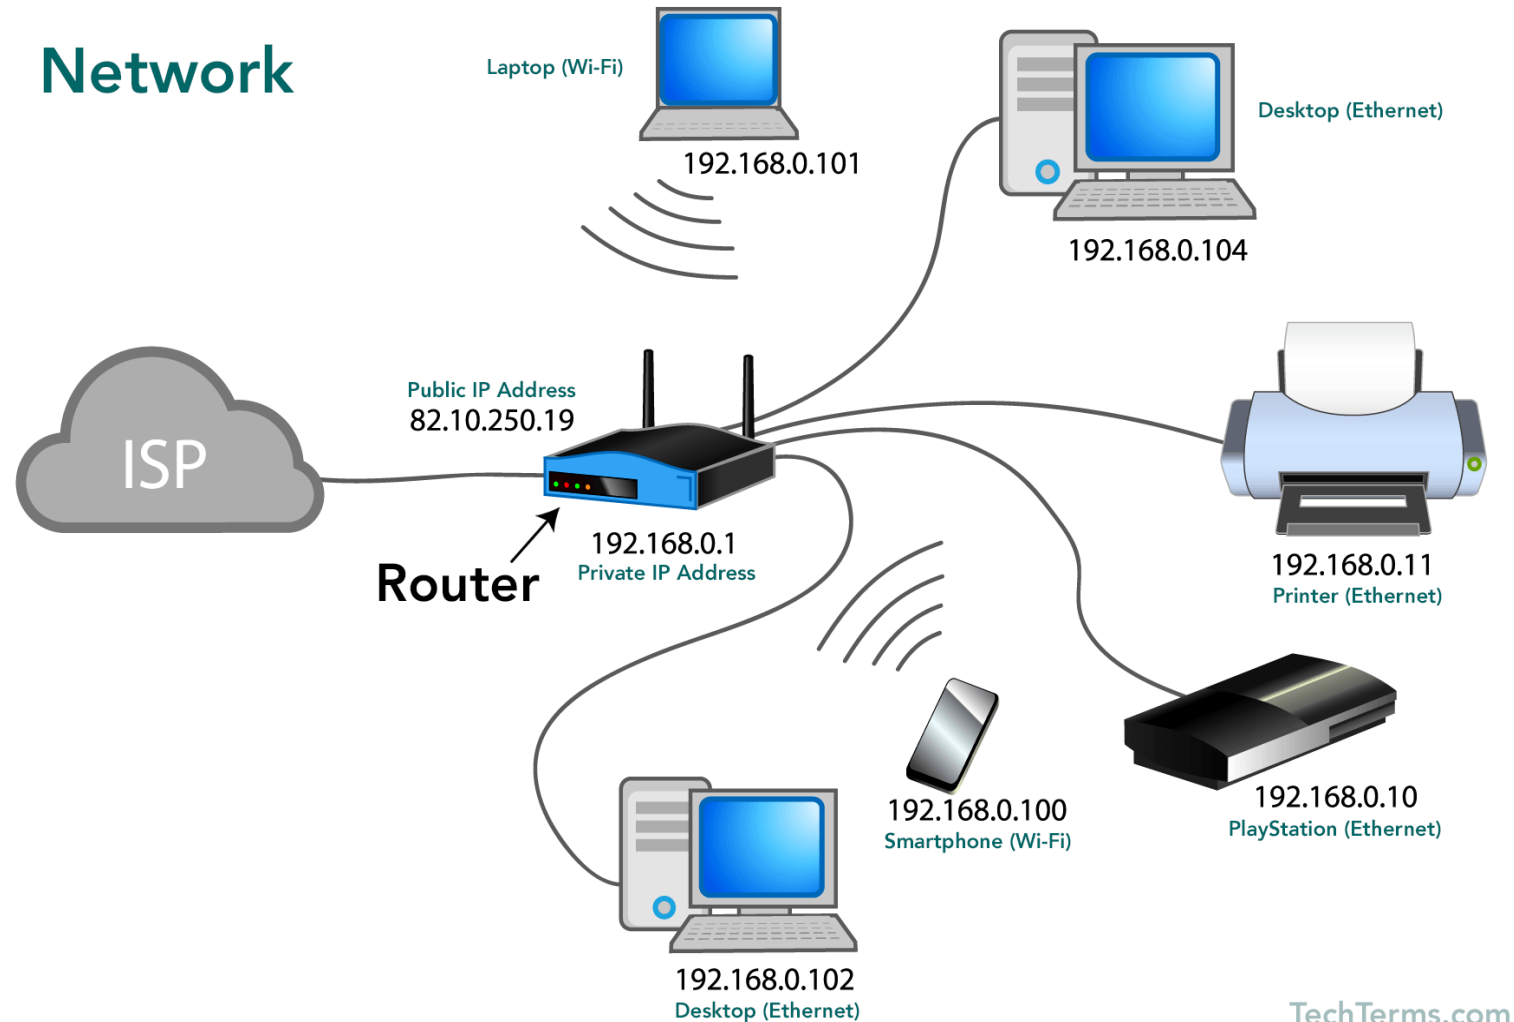 Network
Laptop (Wi-Fi)
192.168.0.101
Desktop (Ethernet)
192.168.0.104
ISP
Public IP Address
82.10.250.19
192.168.0.1
Private IP Address
Router
192.168.0.11
Printer (Ethernet)
192.168.0.10
PlayStation (Ethernet)
192.168.0.100
Smartphone (Wi-Fi)
192.168.0.102
Desktop (Ethernet)
TechTerms.com